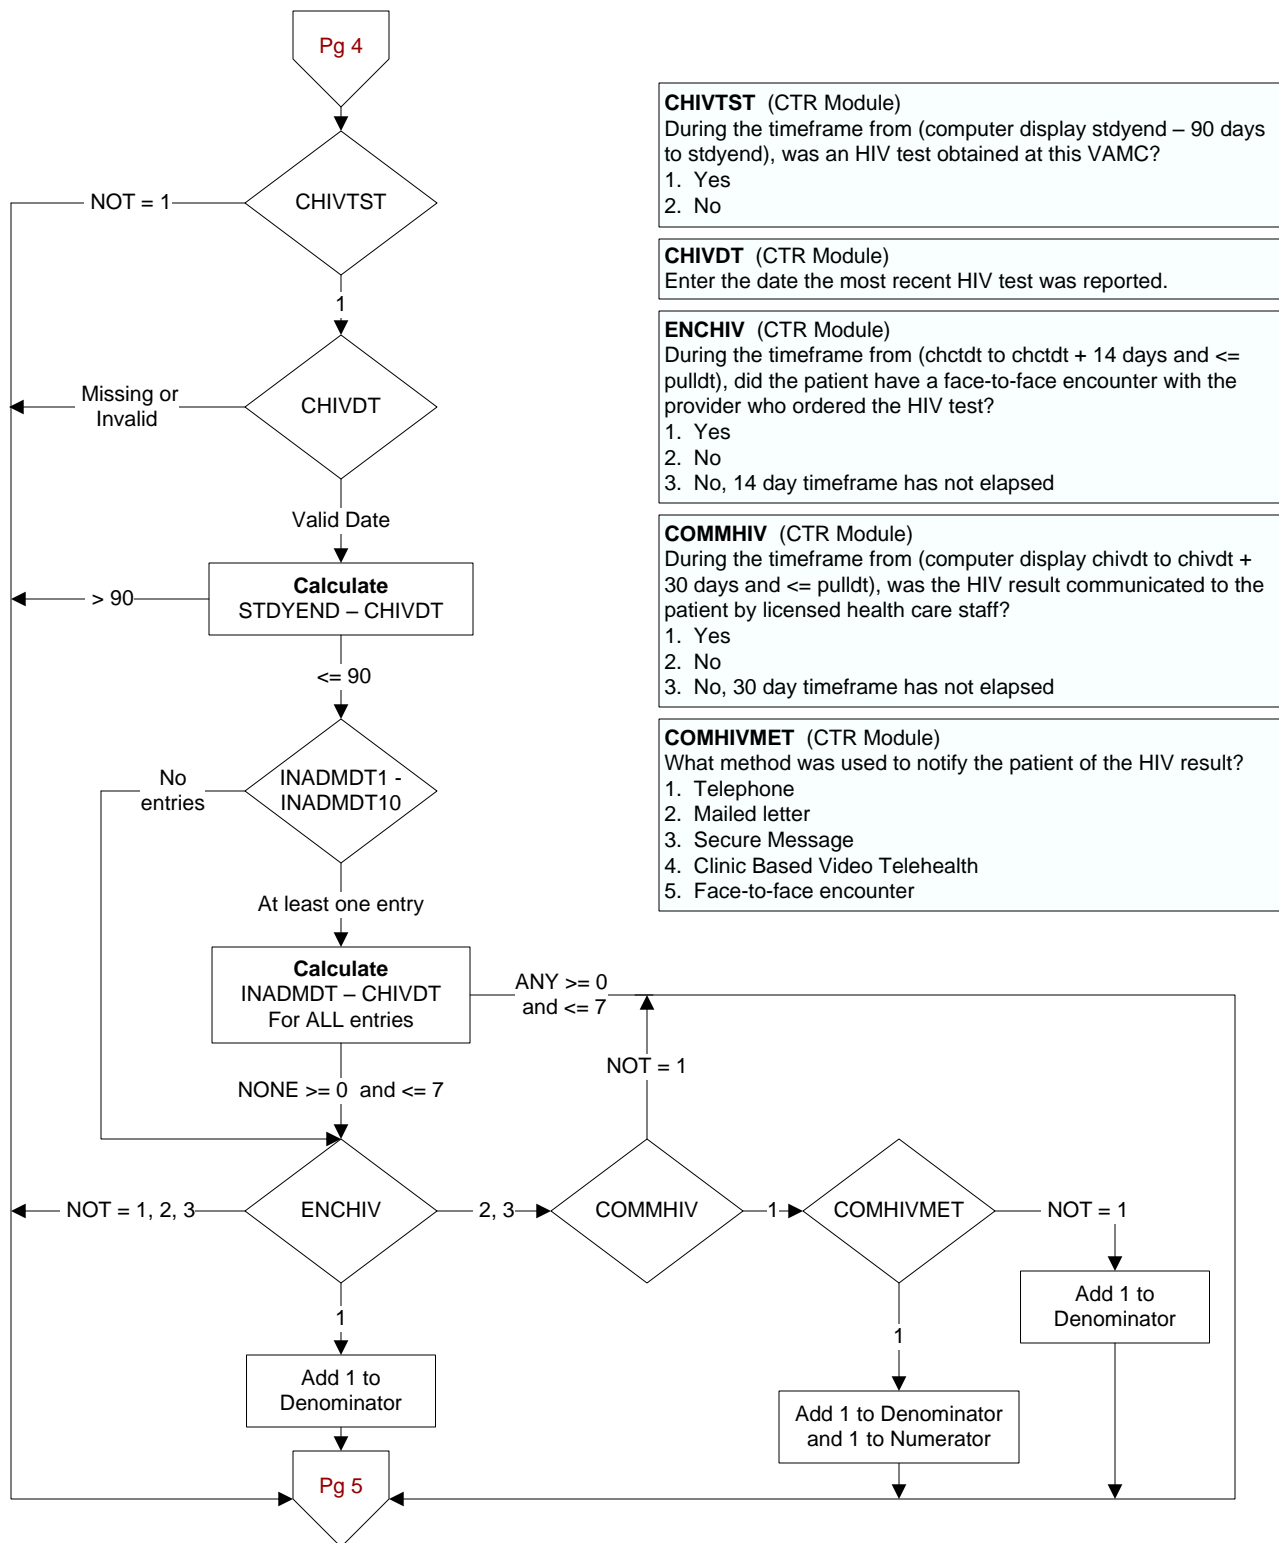 Pg 4
CHIVTST (CTR Module)
During the timeframe from (computer display stdyend – 90 days
to stdyend), was an HIV test obtained at this VAMC?
1. Yes
2. No
NOT = 1
CHIVTST
CHIVDT (CTR Module)
Enter the date the most recent HIV test was reported.
1
ENCHIV (CTR Module)
During the timeframe from (chctdt to chctdt + 14 days and <=
pulldt), did the patient have a face-to-face encounter with the
provider who ordered the HIV test?
1. Yes
2. No
3. No, 14 day timeframe has not elapsed
Missing or
Invalid
CHIVDT
Valid Date
COMMHIV (CTR Module)
During the timeframe from (computer display chivdt to chivdt +
30 days and <= pulldt), was the HIV result communicated to the
patient by licensed health care staff?
1. Yes
2. No
3. No, 30 day timeframe has not elapsed
> 90
Calculate
STDYEND – CHIVDT
<= 90
COMHIVMET (CTR Module)
What method was used to notify the patient of the HIV result?
1. Telephone
2. Mailed letter
3. Secure Message
4. Clinic Based Video Telehealth
5. Face-to-face encounter
No
entries
INADMDT1 -
INADMDT10
At least one entry
Calculate
INADMDT – CHIVDT
For ALL entries
ANY >= 0
and <= 7
NOT = 1
NONE >= 0 and <= 7
NOT = 1, 2, 3
ENCHIV
2, 3
COMMHIV
1
COMHIVMET
NOT = 1
Add 1 to
Denominator
1
1
Add 1 to
Denominator
Add 1 to Denominator
and 1 to Numerator
Pg 5